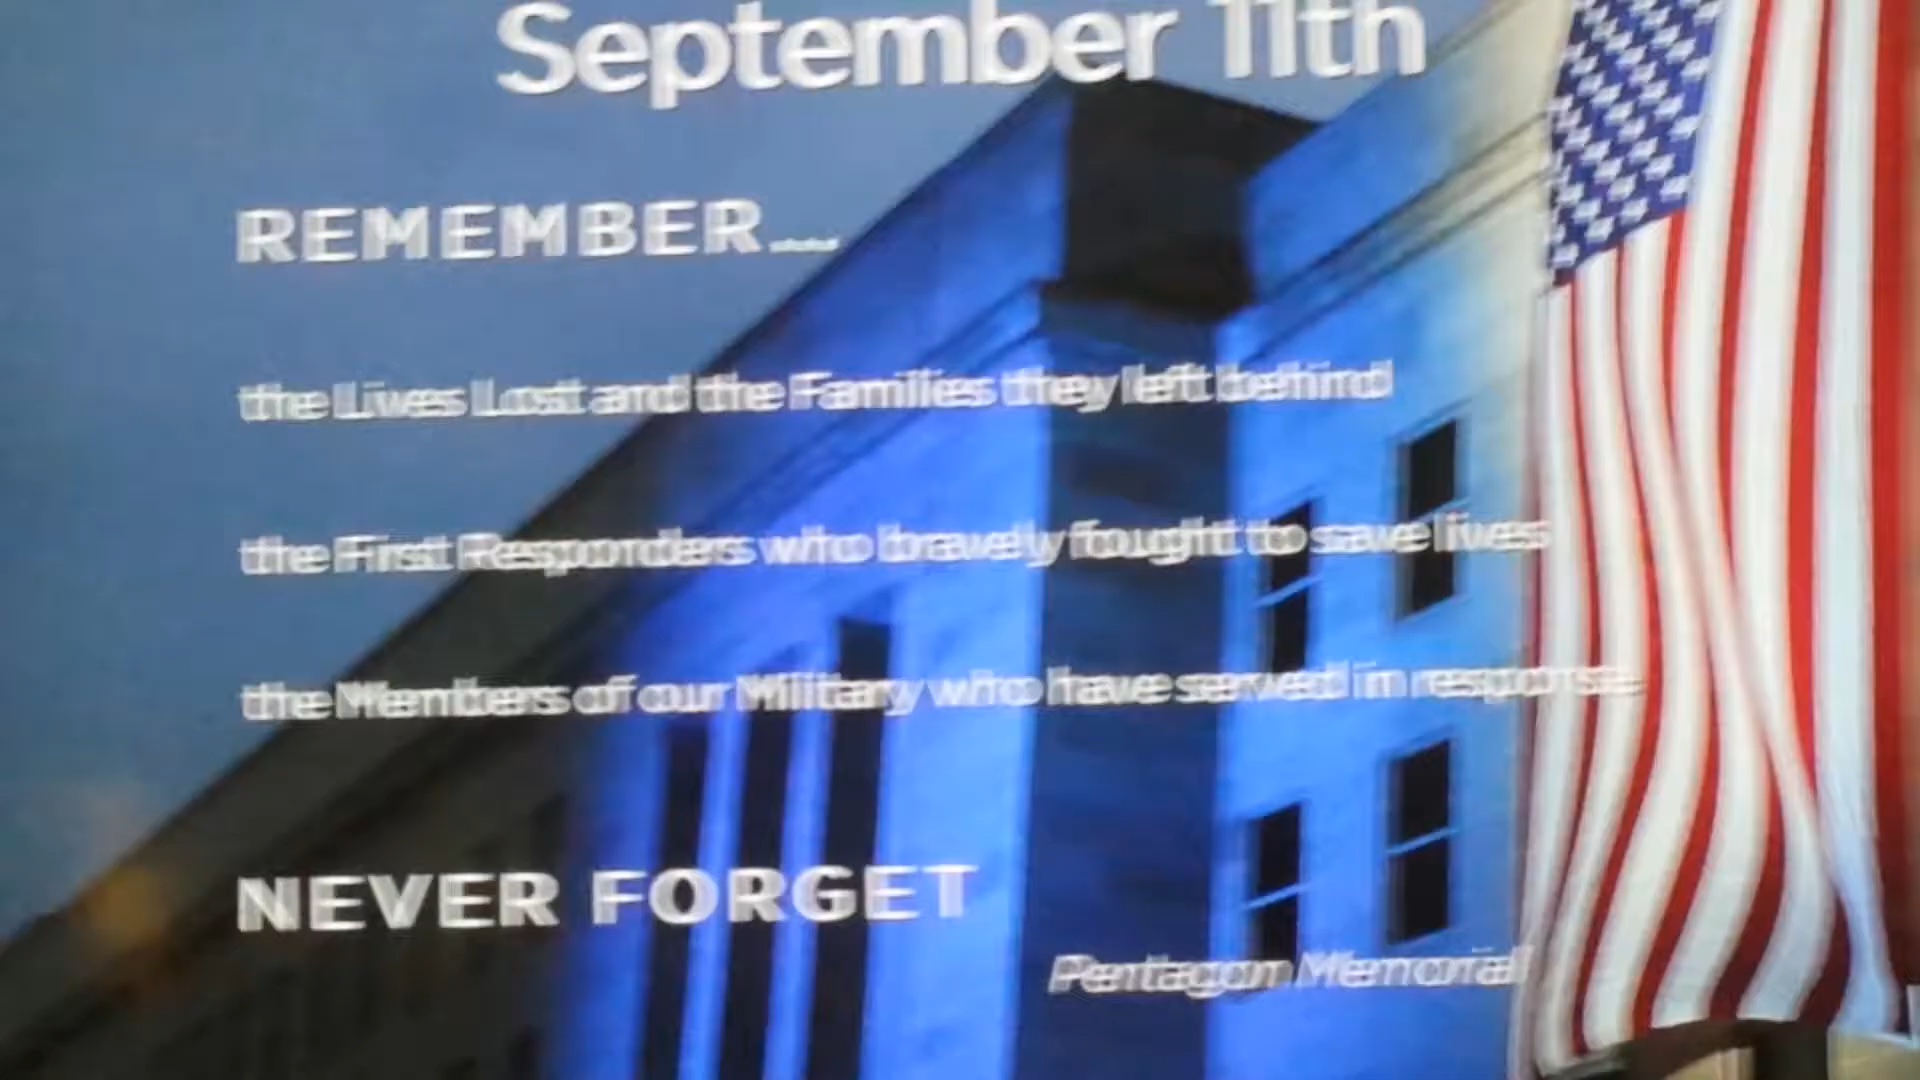 September 11th
REMEMBER....
the Lives Lost and the Families they left behind
the First Responders who bravely fought to save lives
the Members of our Military who have served in response
NEVER FORGET
Pentagon Memorial